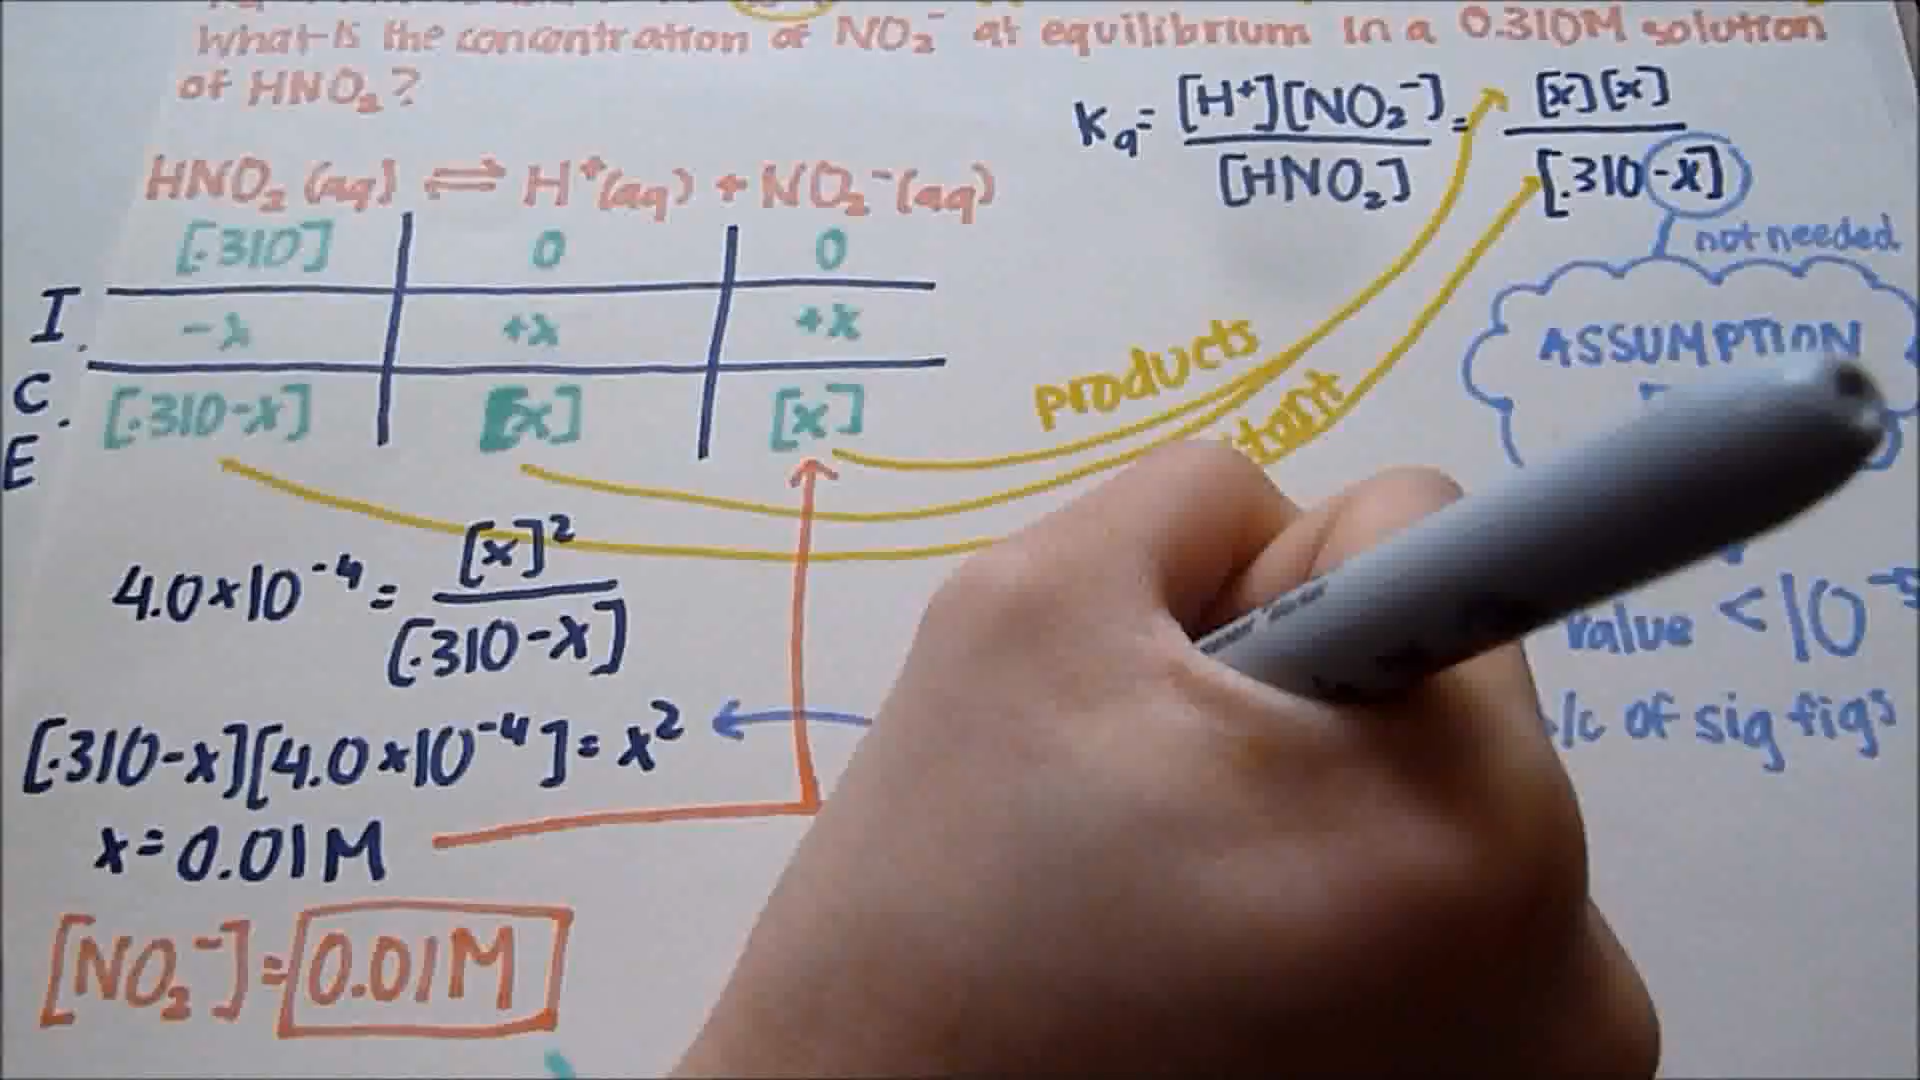 What is the concentration of NO₂⁻ at equilibrium in a 0.310M solution
of HNO₂?
Kₐ = [H⁺][NO₂⁻] / [HNO₂] = [x][x] / [.310-x]
not needed
HNO₂ (aq) ⇌ H⁺(aq) + NO₂⁻(aq)
[.310] 0 0
I.
-x +x +x
C.
[.310-x] [x] [x]
E
products
ASSUMPTION
4.0×10⁻⁴ = [x]² / [.310-x]
value < 10⁻⁵
[.310-x][4.0×10⁻⁴] = x²
of sig figs
x = 0.01M
[NO₂⁻] = 0.01M